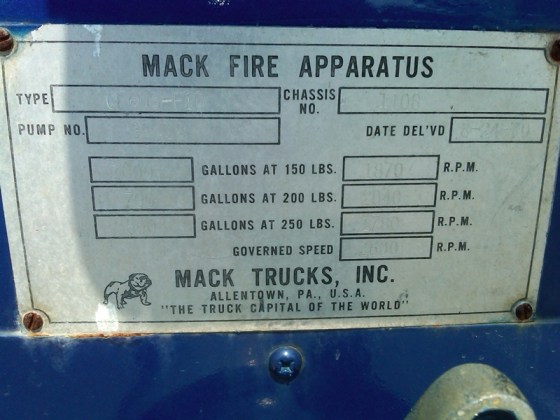 MACK FIRE APPARATUS
TYPE CHASSIS NO.
PUMP NO. DATE DEL'VD
GALLONS AT 150 LBS. 1870 R.P.M.
GALLONS AT 200 LBS. R.P.M.
GALLONS AT 250 LBS. R.P.M.
GOVERNED SPEED R.P.M.
MACK TRUCKS, INC.
ALLENTOWN, PA., U.S.A.
"THE TRUCK CAPITAL OF THE WORLD"